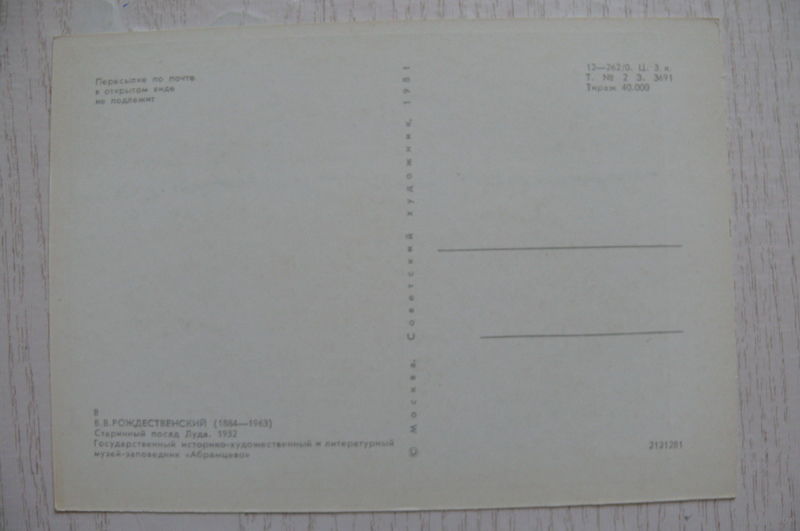 Пересылке по почте
в открытом виде
не подлежит
12—262/0. Ц. 3 к.
Т. № 2 З. 3691
Тираж 40.000
© Москва. Советский художник. 1981
8
В.В.РОЖДЕСТВЕНСКИЙ (1884—1963)
Старинный посад Луда. 1932
Государственный историко-художественный и литературный
музей-заповедник «Абрамцево»
2121281